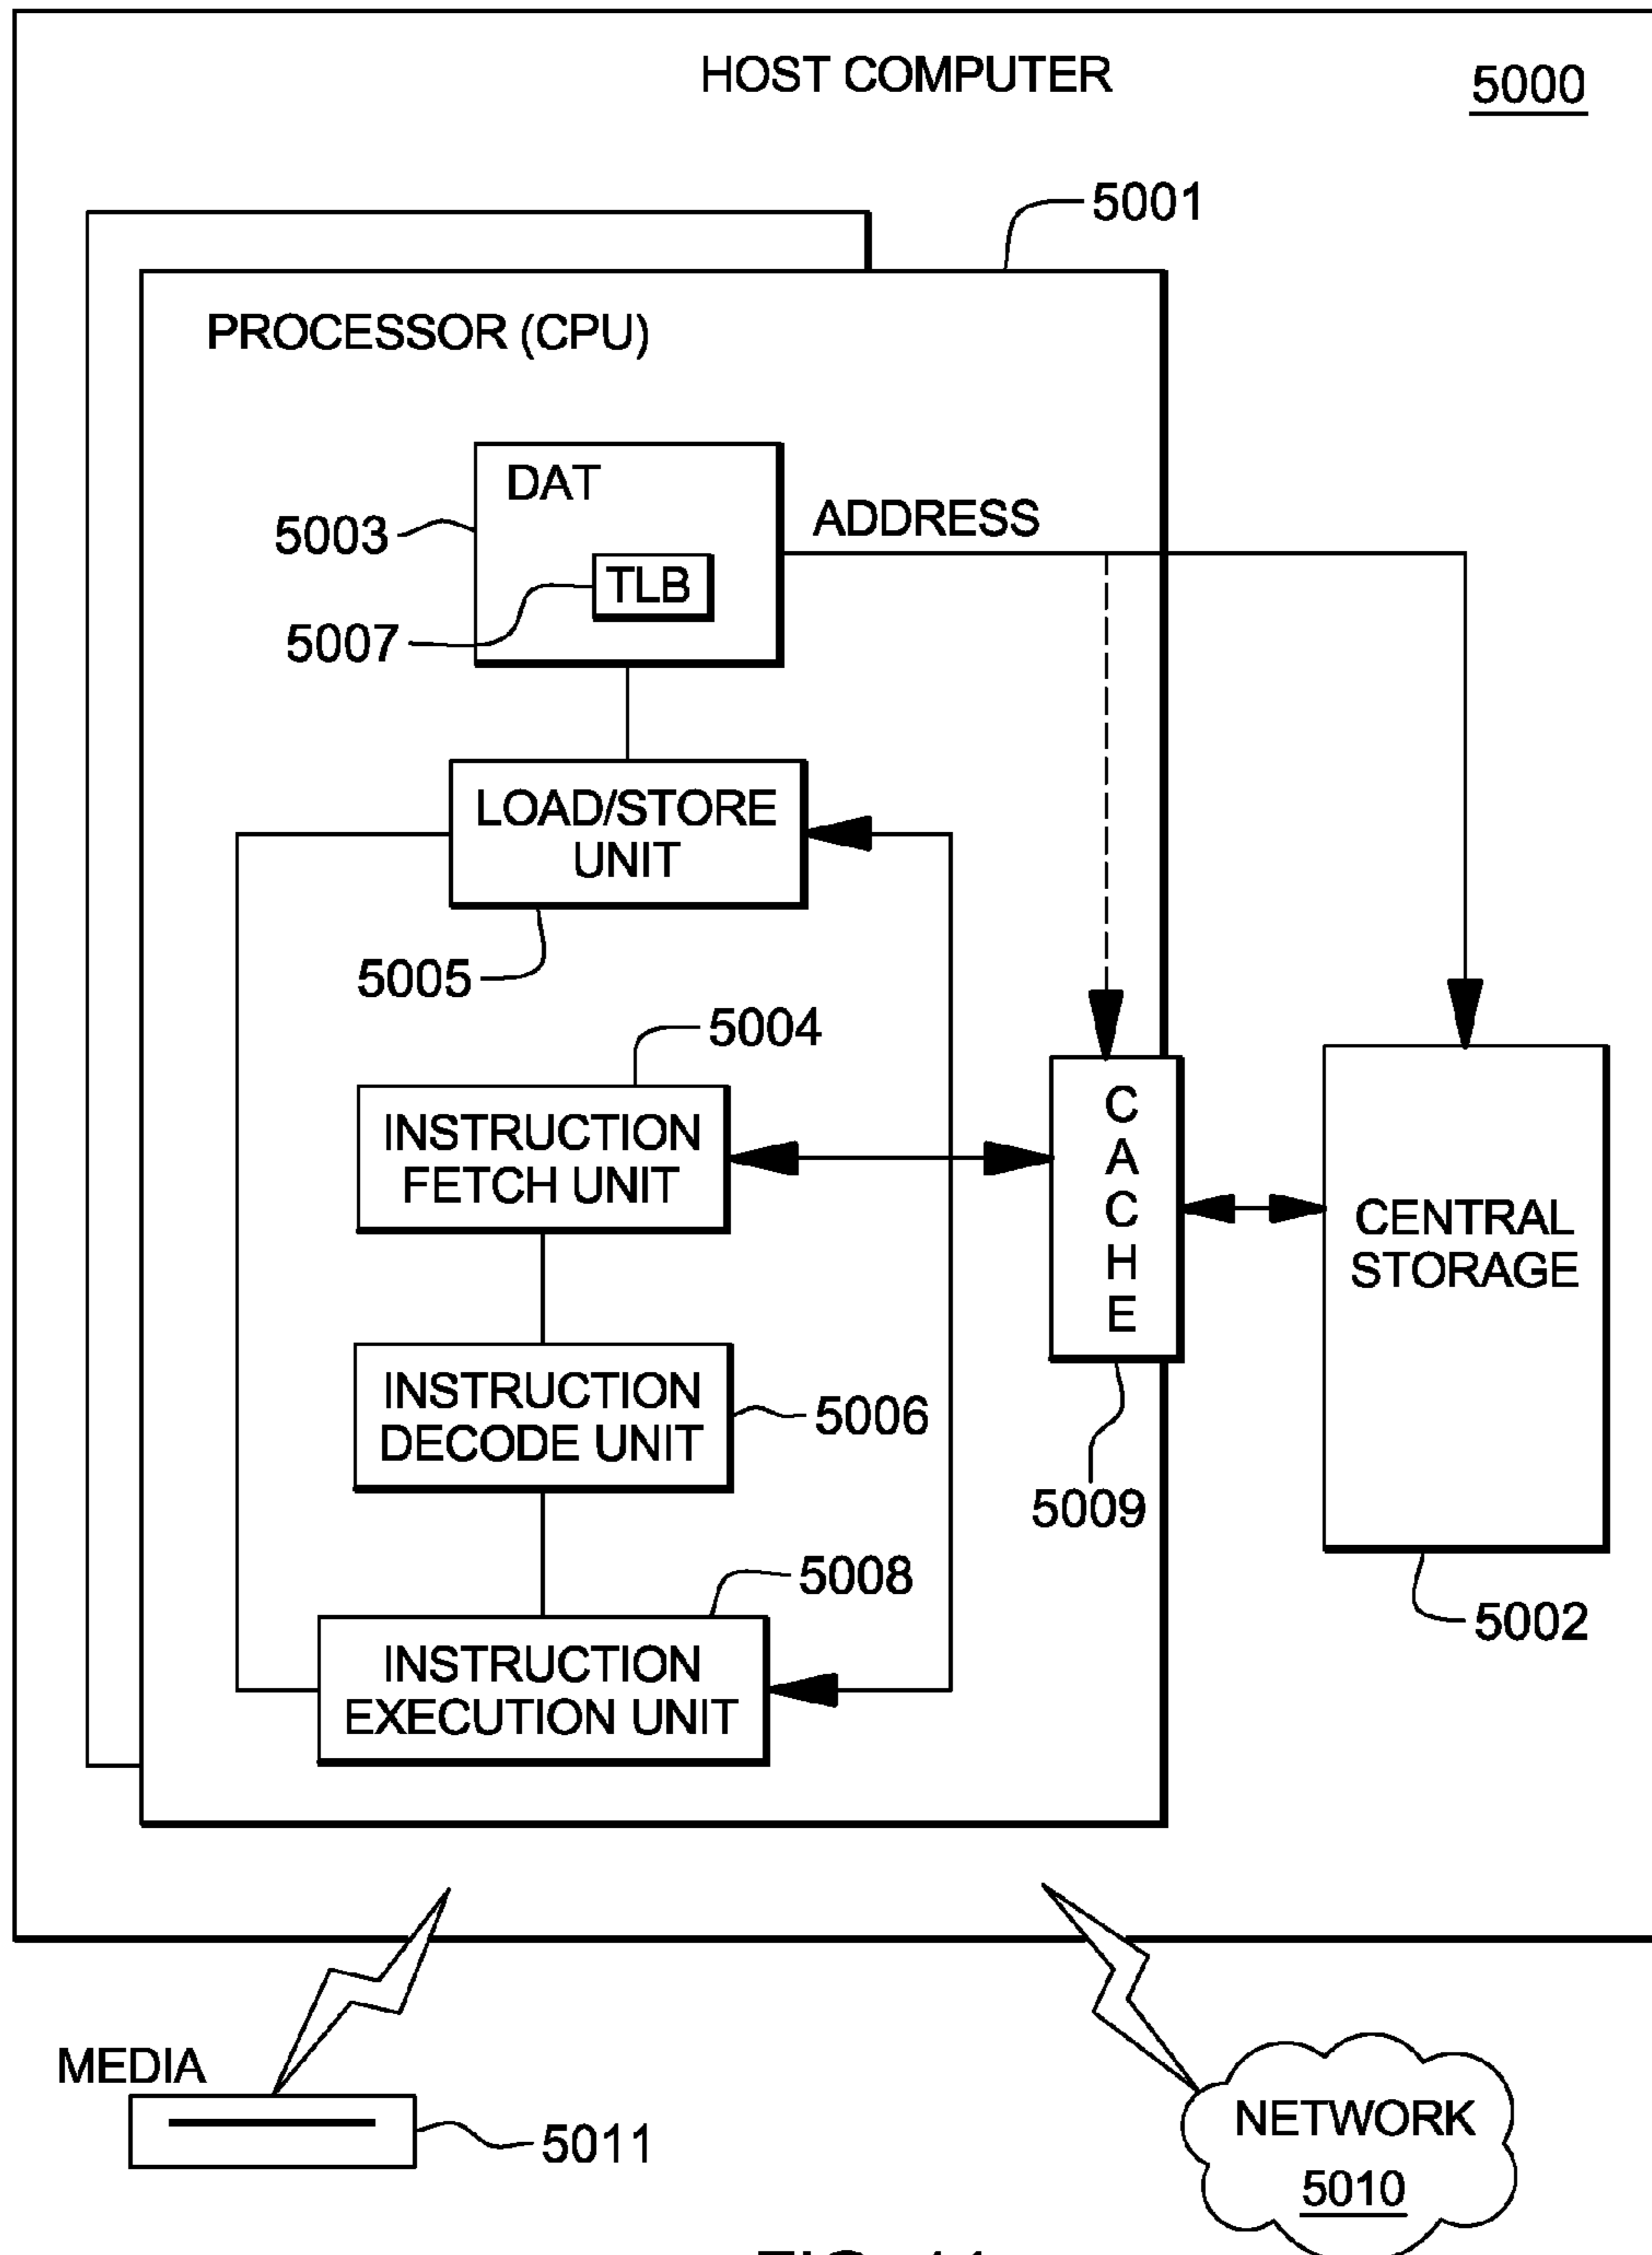 HOST COMPUTER
5000
5001
PROCESSOR (CPU)
DAT
ADDRESS
5003
TLB
5007
LOAD/STORE
UNIT
5005
5004
INSTRUCTION
FETCH UNIT
CACHE
CENTRAL
STORAGE
INSTRUCTION
DECODE UNIT
5006
5009
5008
5002
INSTRUCTION
EXECUTION UNIT
MEDIA
5011
NETWORK
5010